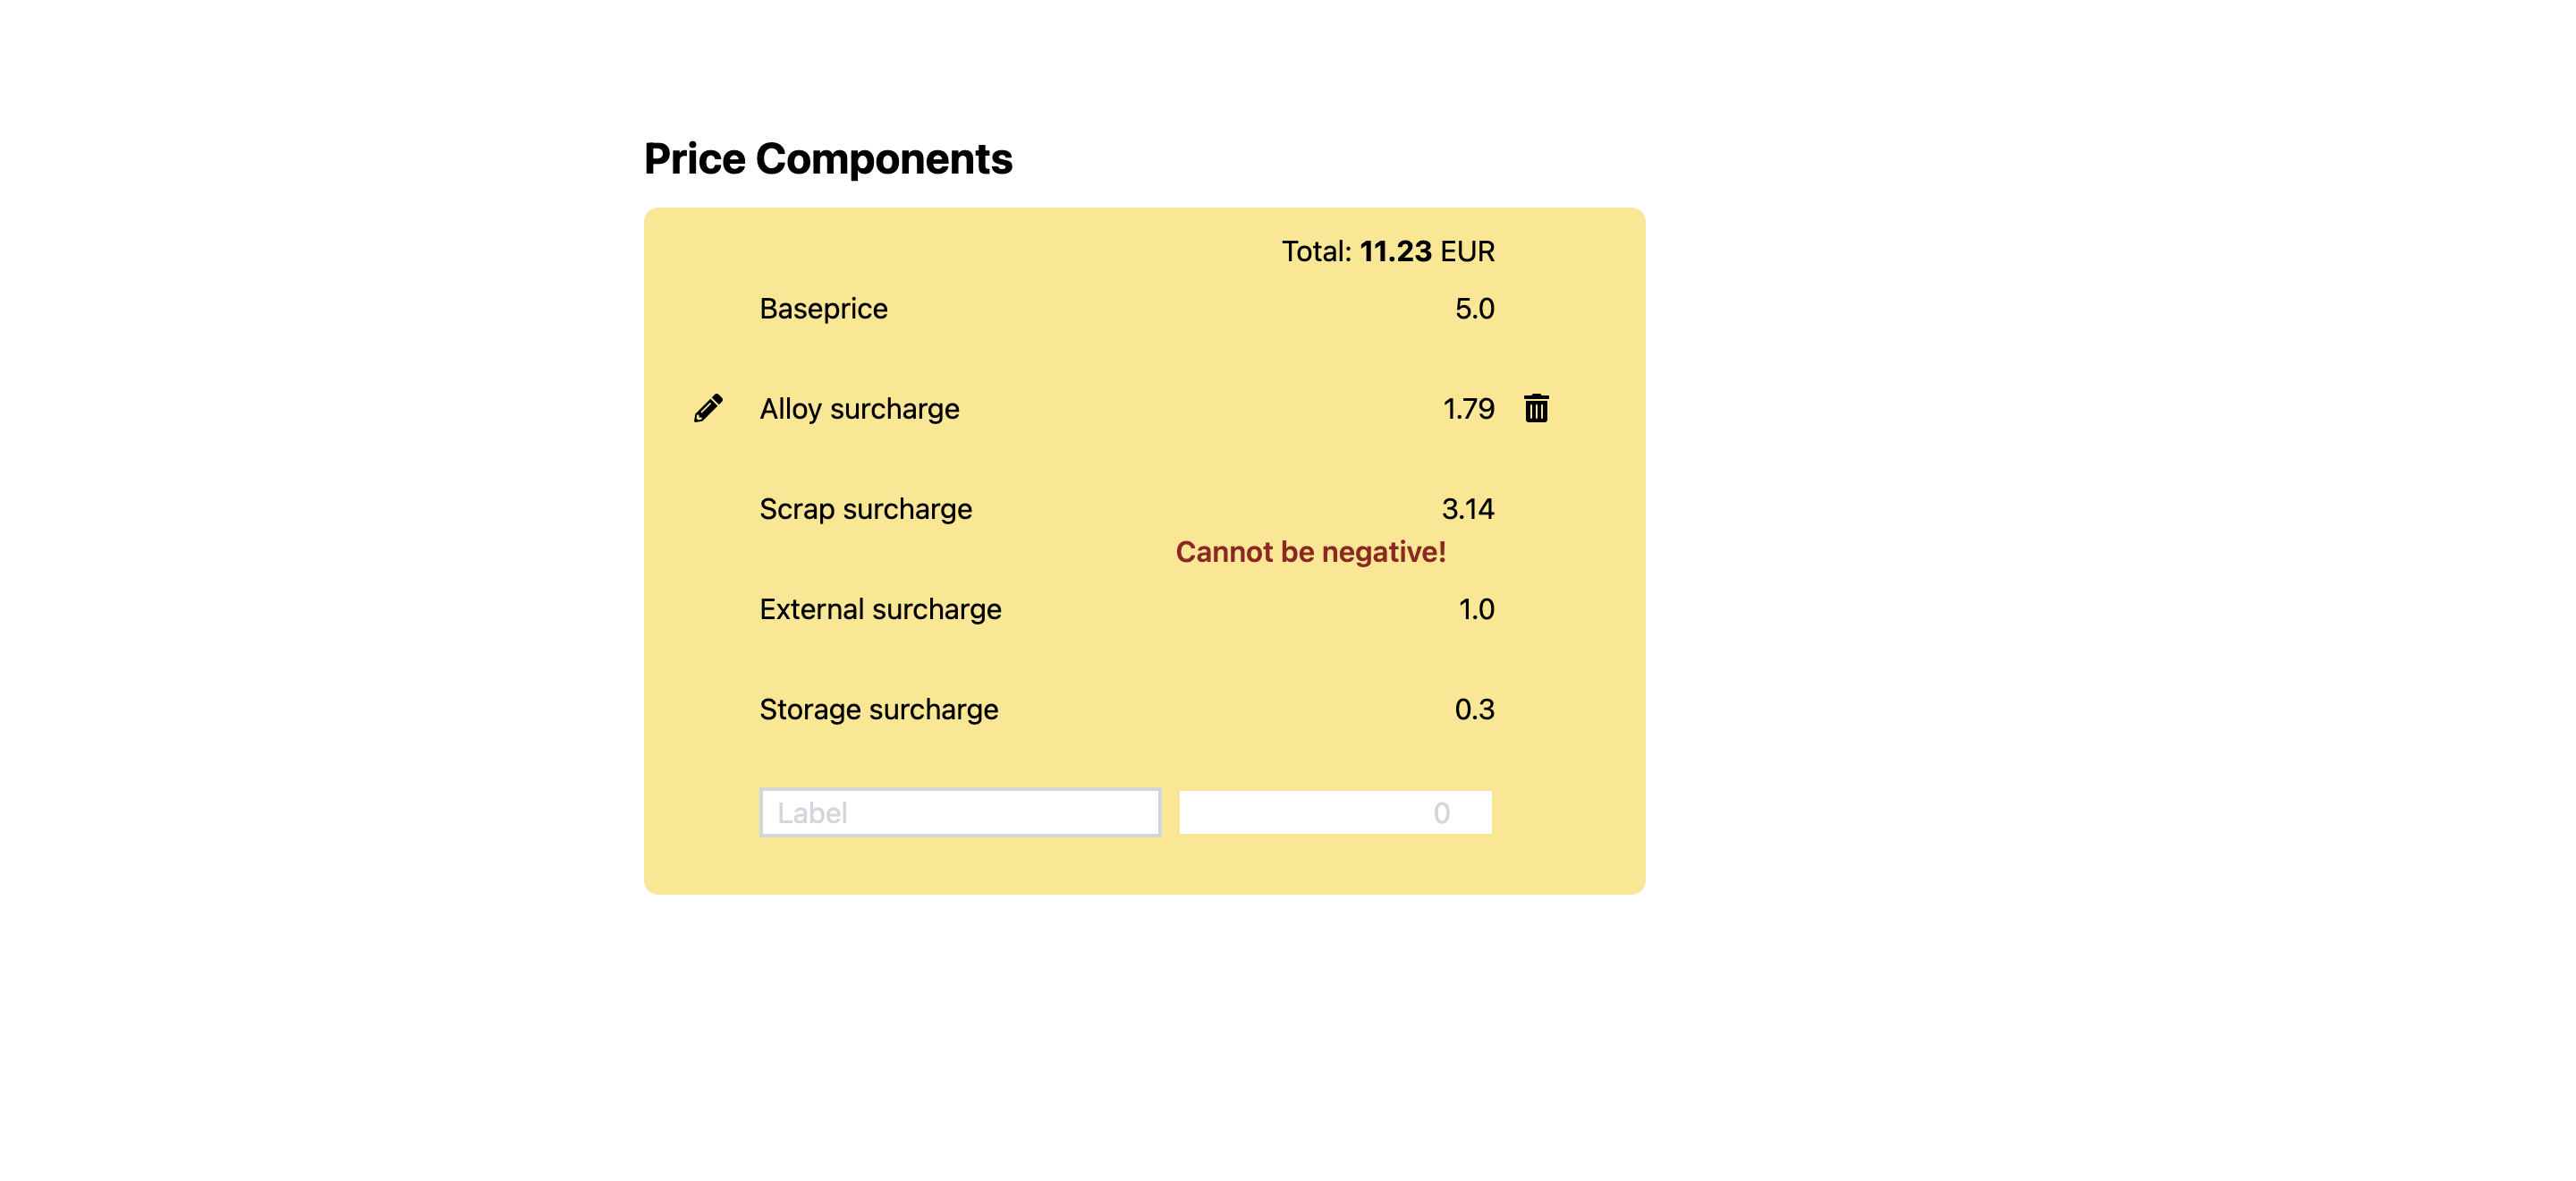 Price Components
Total: 11.23 EUR
Baseprice 5.0
Alloy surcharge 1.79
Scrap surcharge 3.14
Cannot be negative!
External surcharge 1.0
Storage surcharge 0.3
Label 0